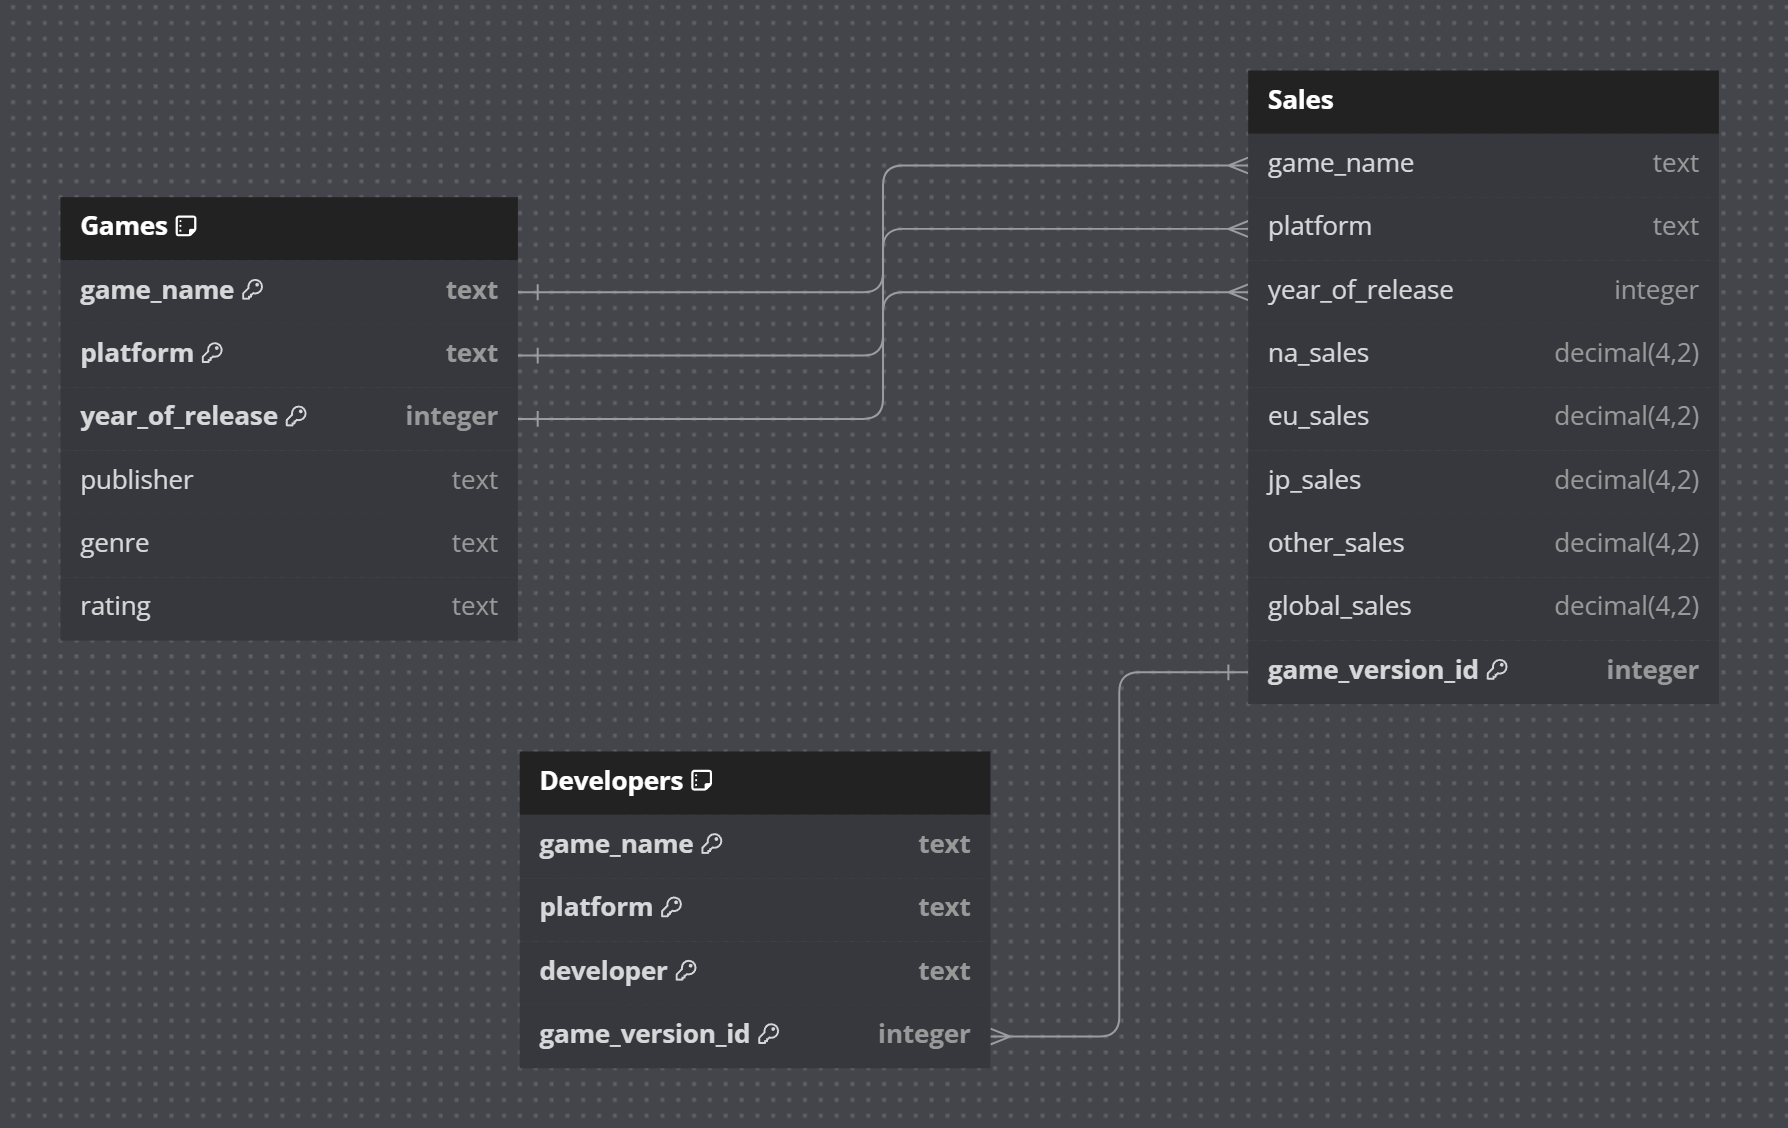 Sales
game_name text
platform text
year_of_release integer
na_sales decimal(4,2)
eu_sales decimal(4,2)
jp_sales decimal(4,2)
other_sales decimal(4,2)
global_sales decimal(4,2)
game_version_id integer
Games
game_name text
platform text
year_of_release integer
publisher text
genre text
rating text
Developers
game_name text
platform text
developer text
game_version_id integer